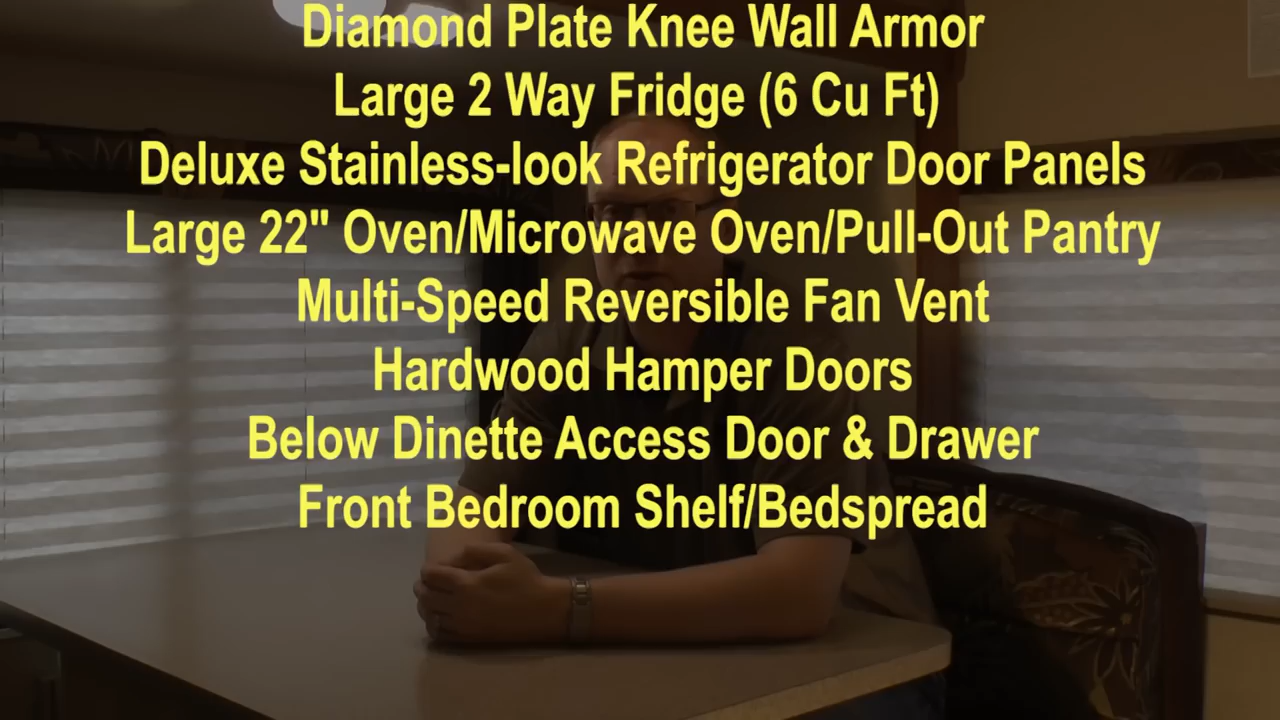 Diamond Plate Knee Wall Armor
Large 2 Way Fridge (6 Cu Ft)
Deluxe Stainless-look Refrigerator Door Panels
Large 22" Oven/Microwave Oven/Pull-Out Pantry
Multi-Speed Reversible Fan Vent
Hardwood Hamper Doors
Below Dinette Access Door & Drawer
Front Bedroom Shelf/Bedspread